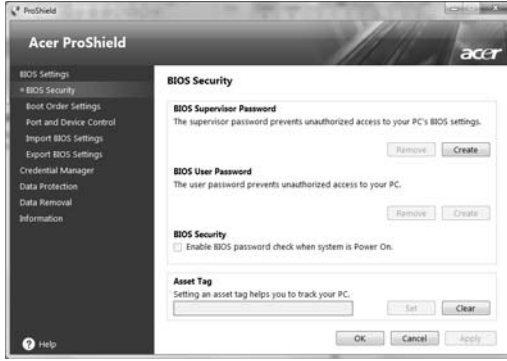 ProShield
Acer ProShield
acer
BIOS Settings
BIOS Security
Boot Order Settings
Port and Device Control
Import BIOS Settings
Export BIOS Settings
Credential Manager
Data Protection
Data Removal
Information
Help
BIOS Security
BIOS Supervisor Password
The supervisor password prevents unauthorized access to your PC's BIOS settings.
Remove Create
BIOS User Password
The user password prevents unauthorized access to your PC.
Remove Create
BIOS Security
Enable BIOS password check when system is Power On.
Asset Tag
Setting an asset tag helps you to track your PC.
Set Clear
OK Cancel Apply